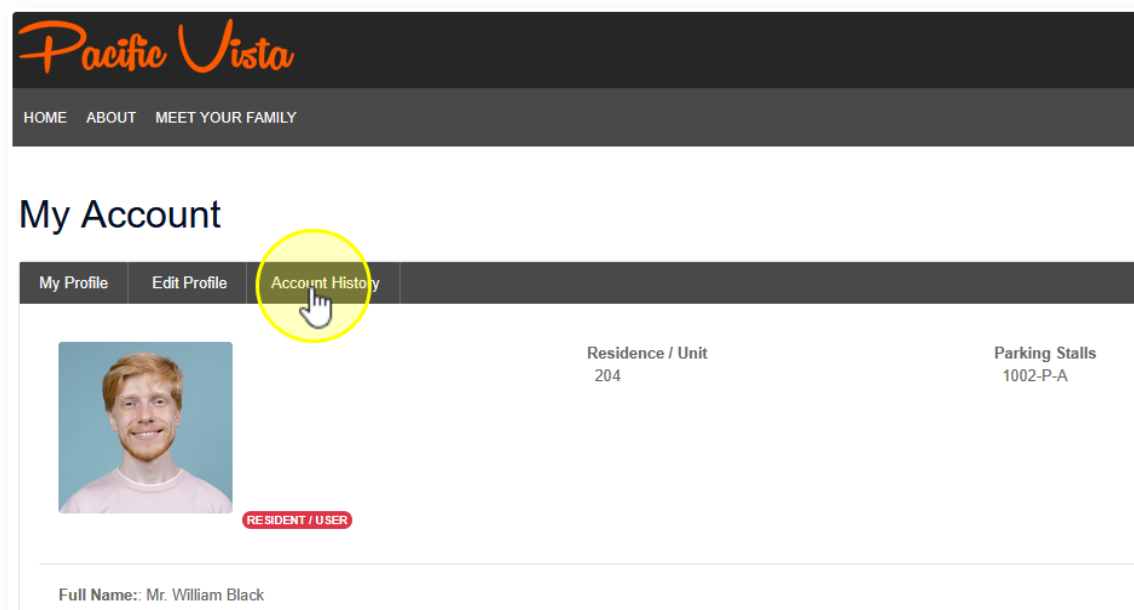 Pacific Vista
HOME ABOUT MEET YOUR FAMILY
My Account
My Profile Edit Profile Account History
Residence / Unit Parking Stalls
204 1002-P-A
RESIDENT / USER
Full Name:: Mr. William Black